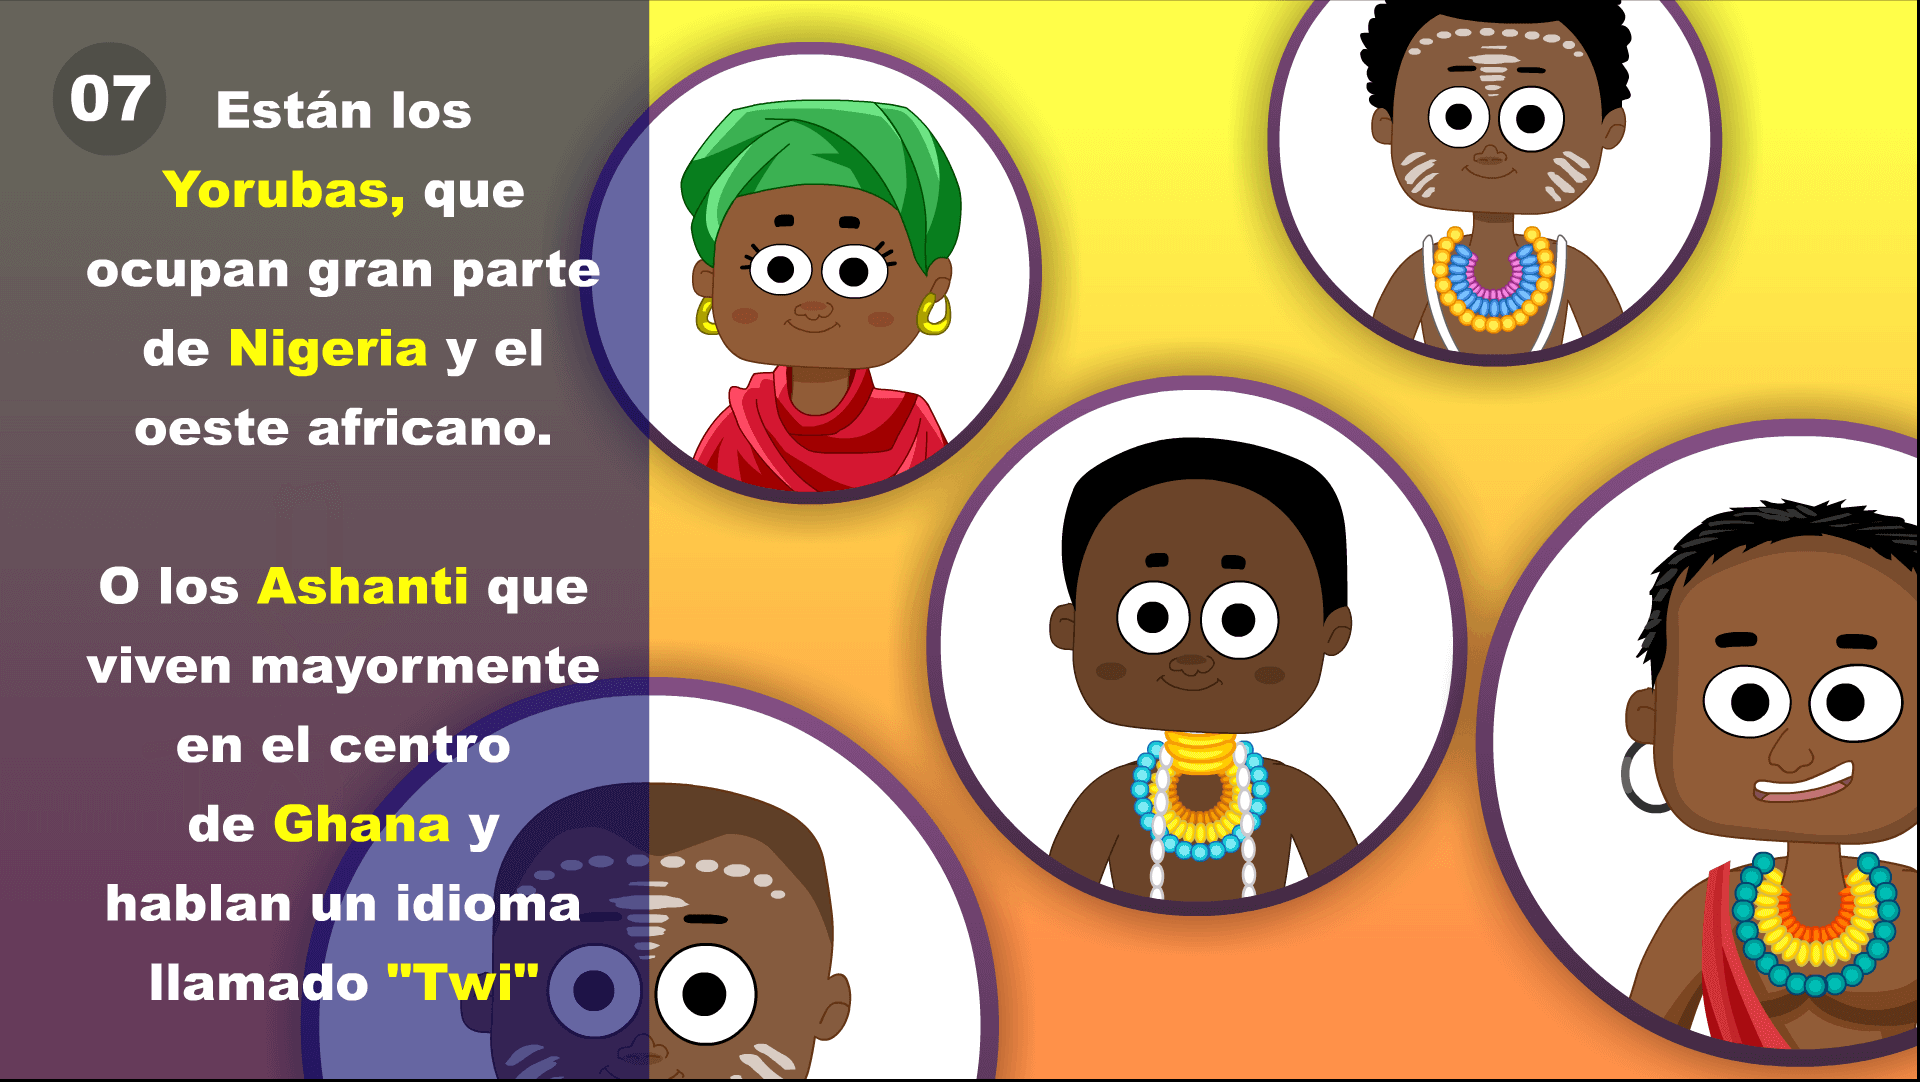 07
Están los
Yorubas, que
ocupan gran parte
de Nigeria y el
oeste africano.
O los Ashanti que
viven mayormente
en el centro
de Ghana y
hablan un idioma
llamado "Twi"